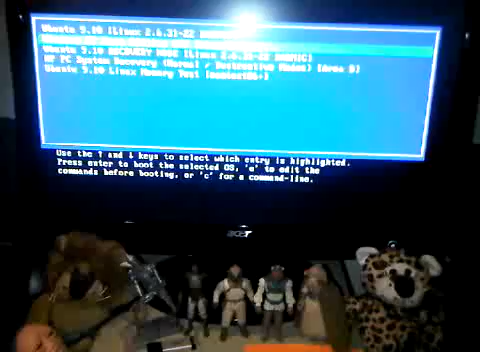 Ubuntu 9.10 [Linux 2.6.31-22
Ubuntu 9.10 RECOVERY MODE [Linux 2.6.31-22
HP PC System Recovery (Normal / Destructive Modes) [drive D]
Ubuntu 9.10 Linux Memory Test [memtest86+]
Use the ↑ and ↓ keys to select which entry is highlighted.
Press enter to boot the selected OS, 'e' to edit the
commands before booting, or 'c' for a command-line.
acer